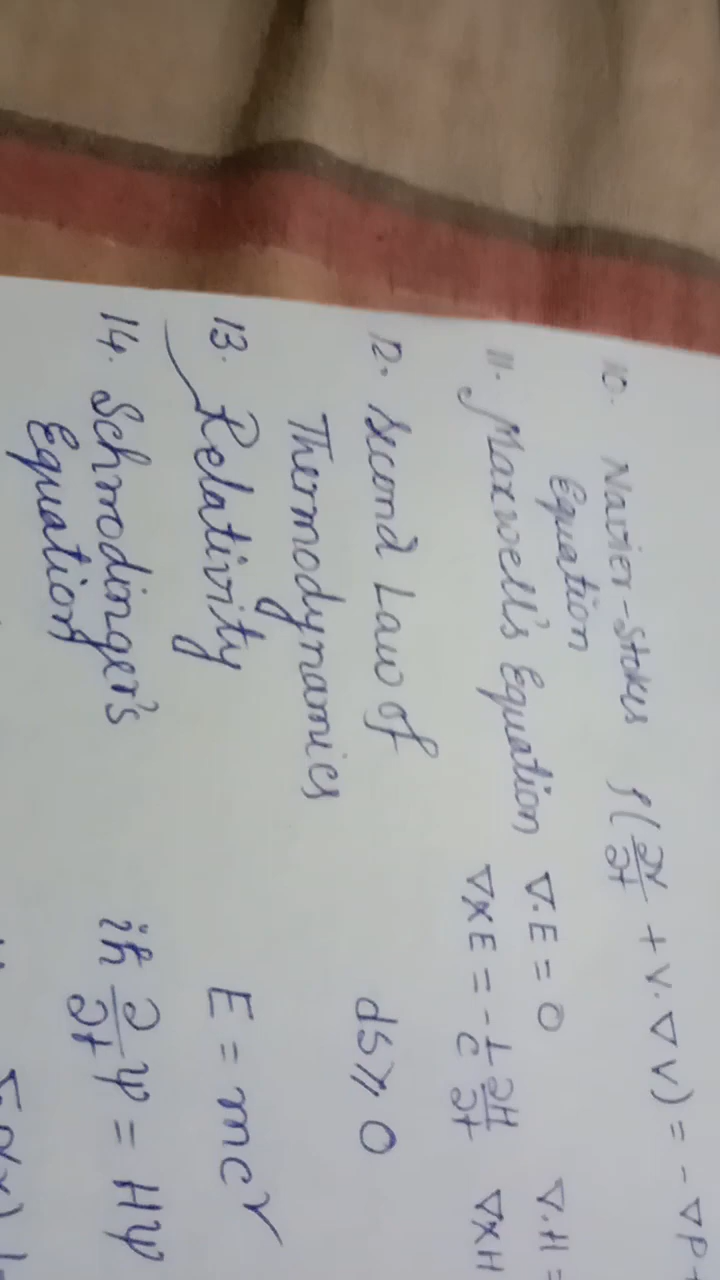 10. Navier-Stokes ρ(∂v/∂t + v·∇v) = -∇P+
Equation
11. Maxwell's Equation ∇·E = 0 ∇·H =
∇×E = -1/c ∂H/∂t ∇×H
12. Second Law of dS ≥ 0
Thermodynamics
13. Relativity E = mc²
14. Schrodinger's iħ ∂/∂t ψ = Hψ
Equation